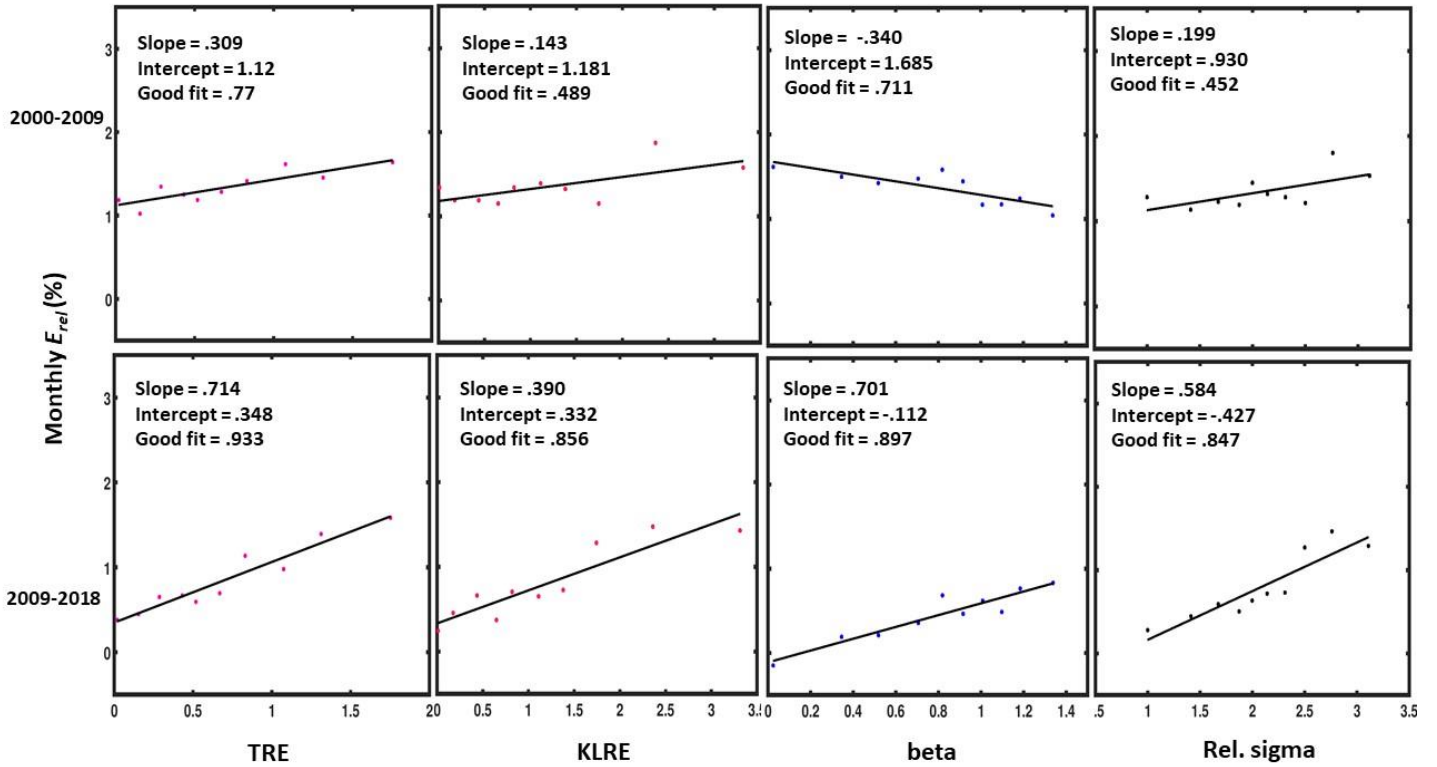 Monthly E_rel (%)
2000-2009
3
2
1
0
Slope = .309
Intercept = 1.12
Good fit = .77
Slope = .143
Intercept = 1.181
Good fit = .489
Slope = -.340
Intercept = 1.685
Good fit = .711
Slope = .199
Intercept = .930
Good fit = .452
2009-2018
3
2
1
0
Slope = .714
Intercept = .348
Good fit = .933
Slope = .390
Intercept = .332
Good fit = .856
Slope = .701
Intercept = -.112
Good fit = .897
Slope = .584
Intercept = -.427
Good fit = .847
0 0.5 1 1.5 20 0.5 1 1.5 2 2.5 3 3.5 0 0.2 0.4 0.6 0.8 1 1.2 1.4 .5 1 1.5 2 2.5 3 3.5
TRE KLRE beta Rel. sigma